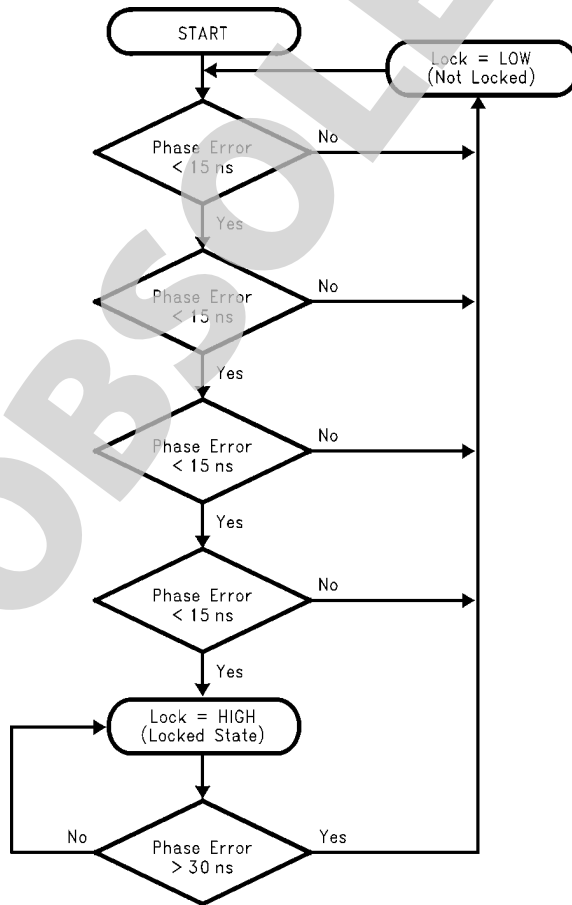 START
Lock = LOW
(Not Locked)
Phase Error
< 15 ns
No
Yes
Phase Error
< 15 ns
No
Yes
Phase Error
< 15 ns
No
Yes
Phase Error
< 15 ns
No
Yes
Lock = HIGH
(Locked State)
No
Phase Error
> 30 ns
Yes
OBSOLE